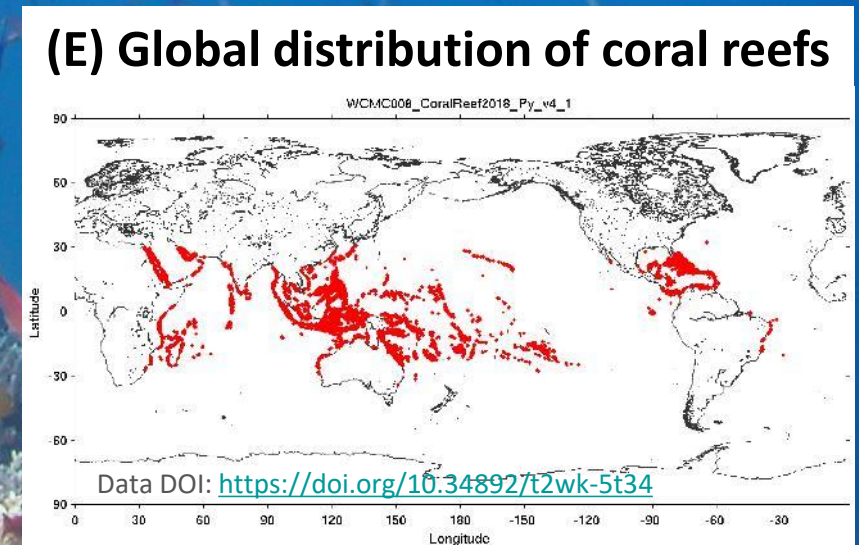 (E) Global distribution of coral reefs
WCMC008_CoralReef2018_Py_v4_1
90
60
30
0
-30
-60
90
Latitude
Data DOI: https://doi.org/10.34892/t2wk-5t34
0 30 60 90 120 150 180 -150 -120 -90 -60 -30
Longitude